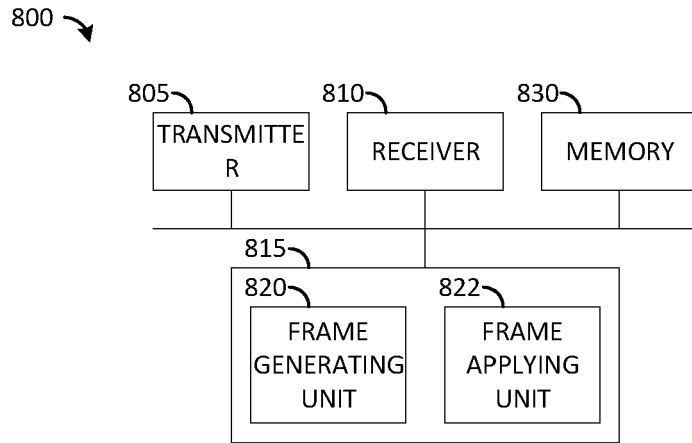 800
805
810
830
TRANSMITTE
R
RECEIVER
MEMORY
815
820
822
FRAME
GENERATING
UNIT
FRAME
APPLYING
UNIT